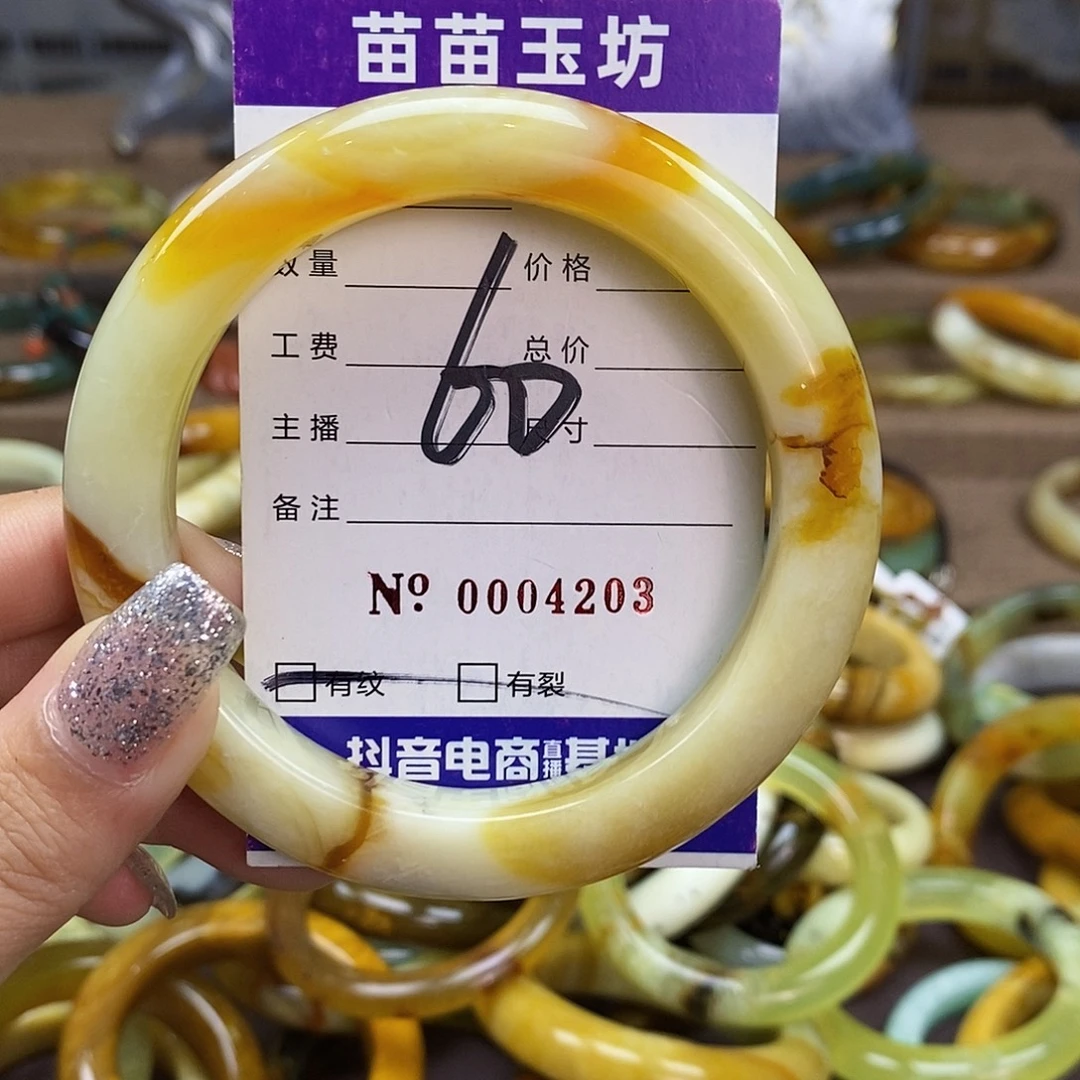 苗苗玉坊
数量 价格
工费 总价
60
主播 尺寸
备注
Nº 0004203
有纹 有裂
抖音电商直播基地